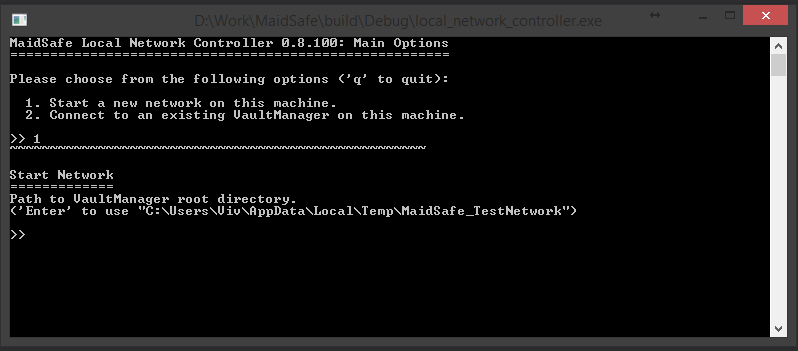 D:\Work\MaidSafe\build\Debug\local_network_controller.exe
MaidSafe Local Network Controller 0.8.100: Main Options
=======================================================
Please choose from the following options ('q' to quit):
1. Start a new network on this machine.
2. Connect to an existing VaultManager on this machine.
>> 1
~~~~~~~~~~~~~~~~~~~~~~~~~~~~~~~~~~~~~~~~~~~~~~~~~~~~
Start Network
=============
Path to VaultManager root directory.
('Enter' to use "C:\Users\Viv\AppData\Local\Temp\MaidSafe_TestNetwork")
>>